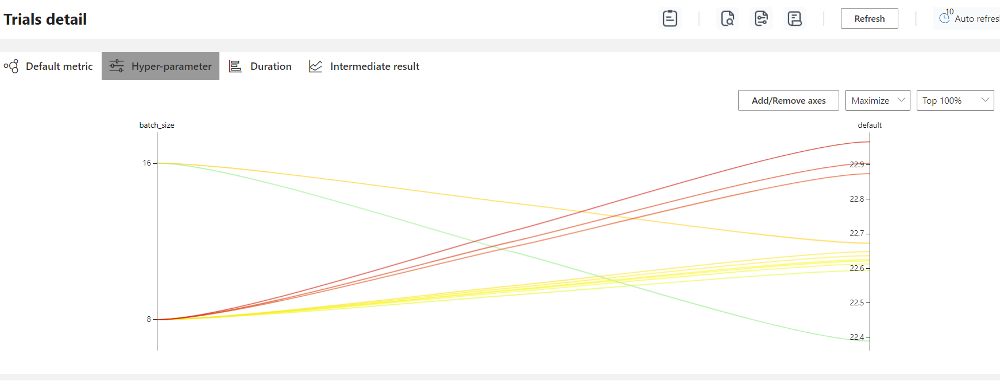 Trials detail
Refresh
10
Auto refres
Default metric
Hyper-parameter
Duration
Intermediate result
Add/Remove axes
Maximize
Top 100%
batch_size
default
16
8
22.9
22.8
22.7
22.6
22.5
22.4